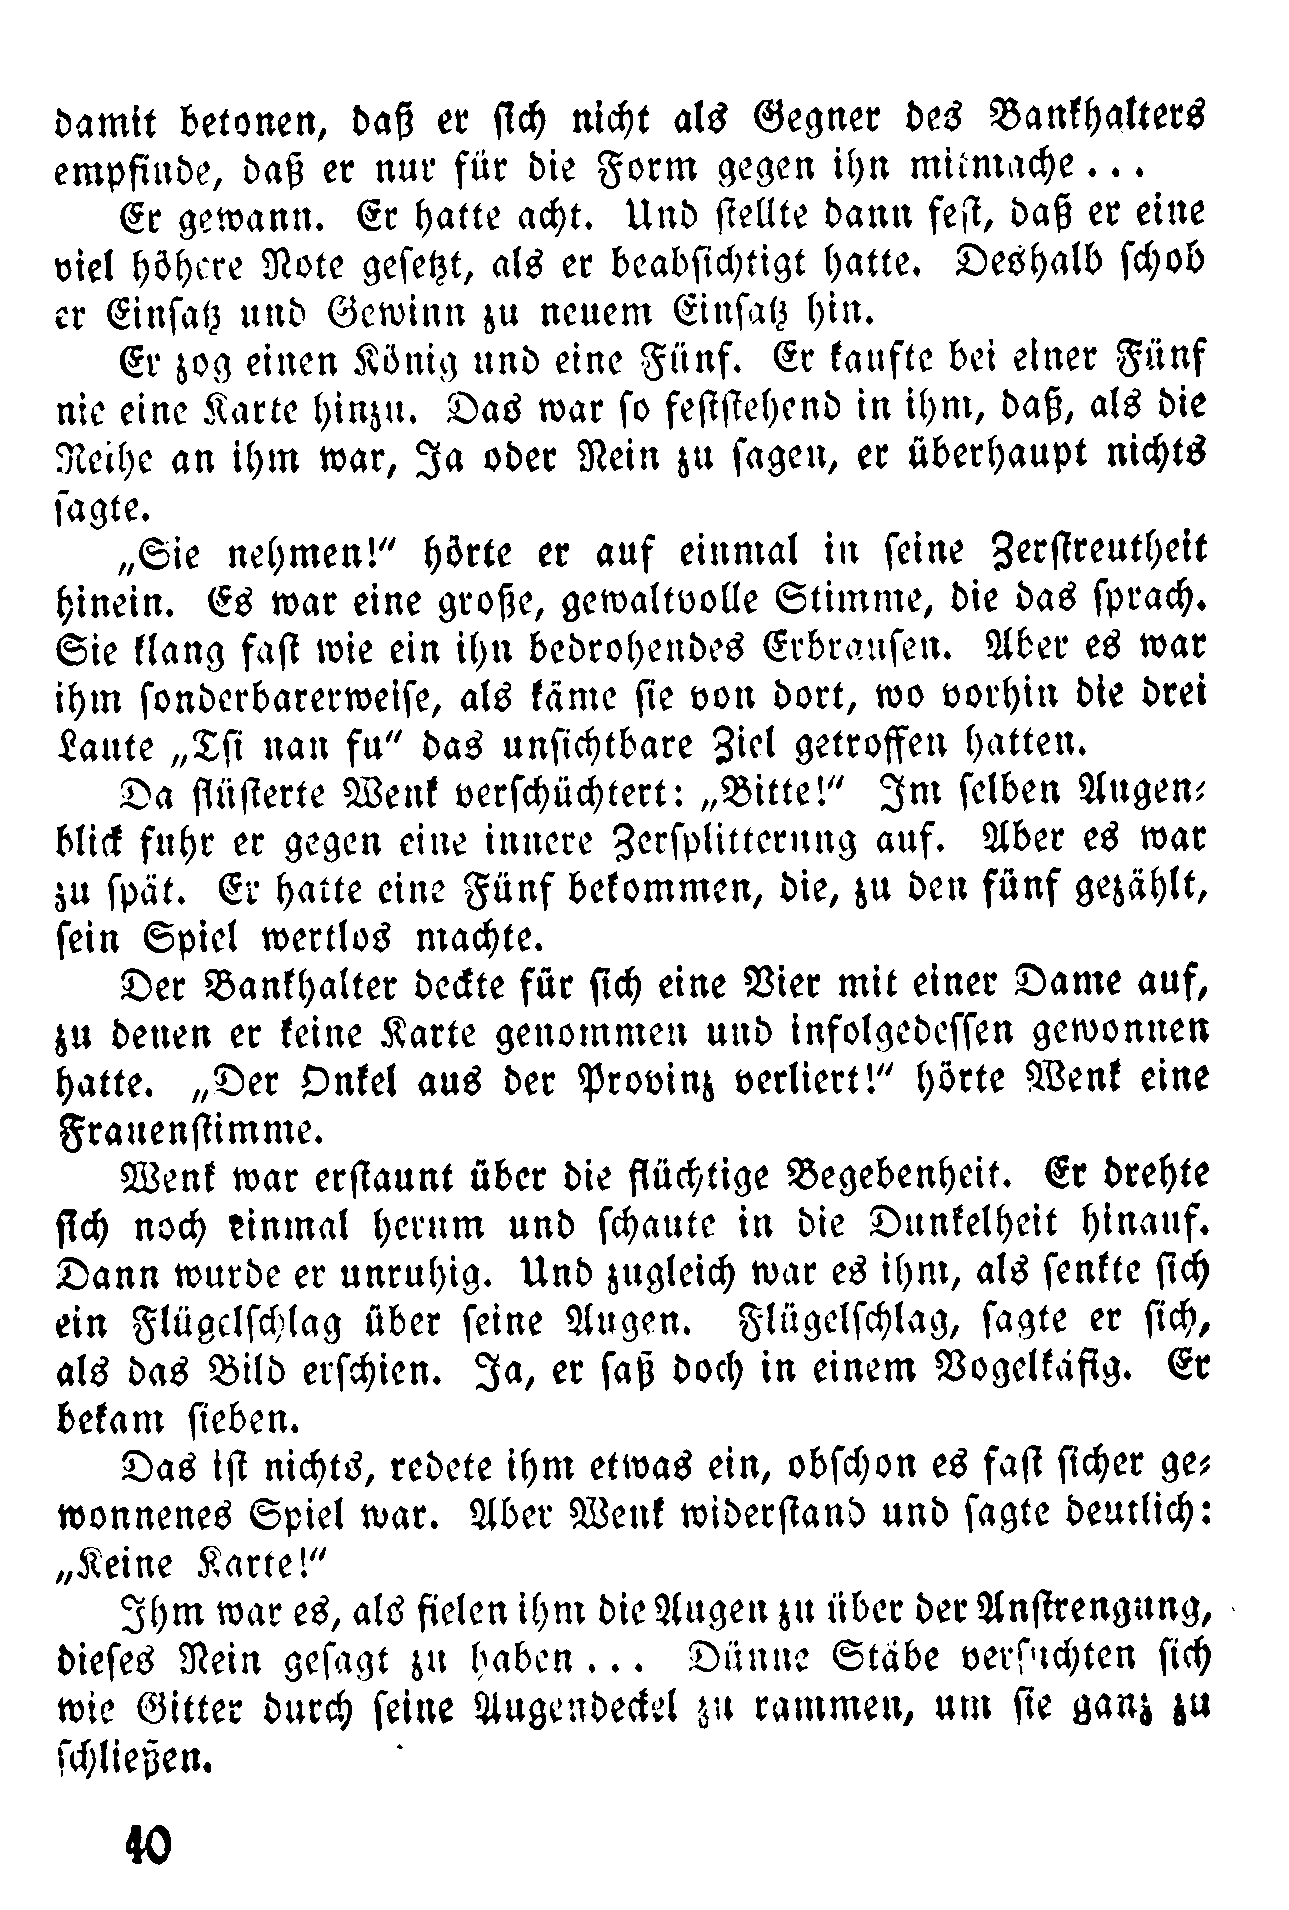 damit betonen, daß er sich nicht als Gegner des Bankhalters
empfinde, daß er nur für die Form gegen ihn mitmache...
Er gewann. Er hatte acht. Und stellte dann fest, daß er eine
viel höhere Note gesetzt, als er beabsichtigt hatte. Deshalb schob
er Einsatz und Gewinn zu neuem Einsatz hin.
Er zog einen König und eine Fünf. Er kaufte bei einer Fünf
nie eine Karte hinzu. Das war so feststehend in ihm, daß, als die
Reihe an ihm war, Ja oder Nein zu sagen, er überhaupt nichts
sagte.
„Sie nehmen!“ hörte er auf einmal in seine Zerstreutheit
hinein. Es war eine große, gewaltvolle Stimme, die das sprach.
Sie klang fast wie ein ihn bedrohendes Erbrausen. Aber es war
ihm sonderbarerweise, als käme sie von dort, wo vorhin die drei
Laute „Tsi nan fu“ das unsichtbare Ziel getroffen hatten.
Da flüsterte Wenk verschüchtert: „Bitte!“ Im selben Augen-
blick fuhr er gegen eine innere Zersplitterung auf. Aber es war
zu spät. Er hatte eine Fünf bekommen, die, zu den fünf gezählt,
sein Spiel wertlos machte.
Der Bankhalter deckte für sich eine Vier mit einer Dame auf,
zu denen er keine Karte genommen und infolgedessen gewonnen
hatte. „Der Onkel aus der Provinz verliert!“ hörte Wenk eine
Frauenstimme.
Wenk war erstaunt über die flüchtige Begebenheit. Er drehte
sich noch einmal herum und schaute in die Dunkelheit hinauf.
Dann wurde er unruhig. Und zugleich war es ihm, als senkte sich
ein Flügelschlag über seine Augen. Flügelschlag, sagte er sich,
als das Bild erschien. Ja, er saß doch in einem Vogelkäfig. Er
bekam sieben.
Das ist nichts, redete ihm etwas ein, obschon es fast sicher ge-
wonnenes Spiel war. Aber Wenk widerstand und sagte deutlich:
„Keine Karte!“
Ihm war es, als fielen ihm die Augen zu über der Anstrengung,
dieses Nein gesagt zu haben... Dünne Stäbe versuchten sich
wie Gitter durch seine Augendeckel zu rammen, um sie ganz zu
schließen.
40